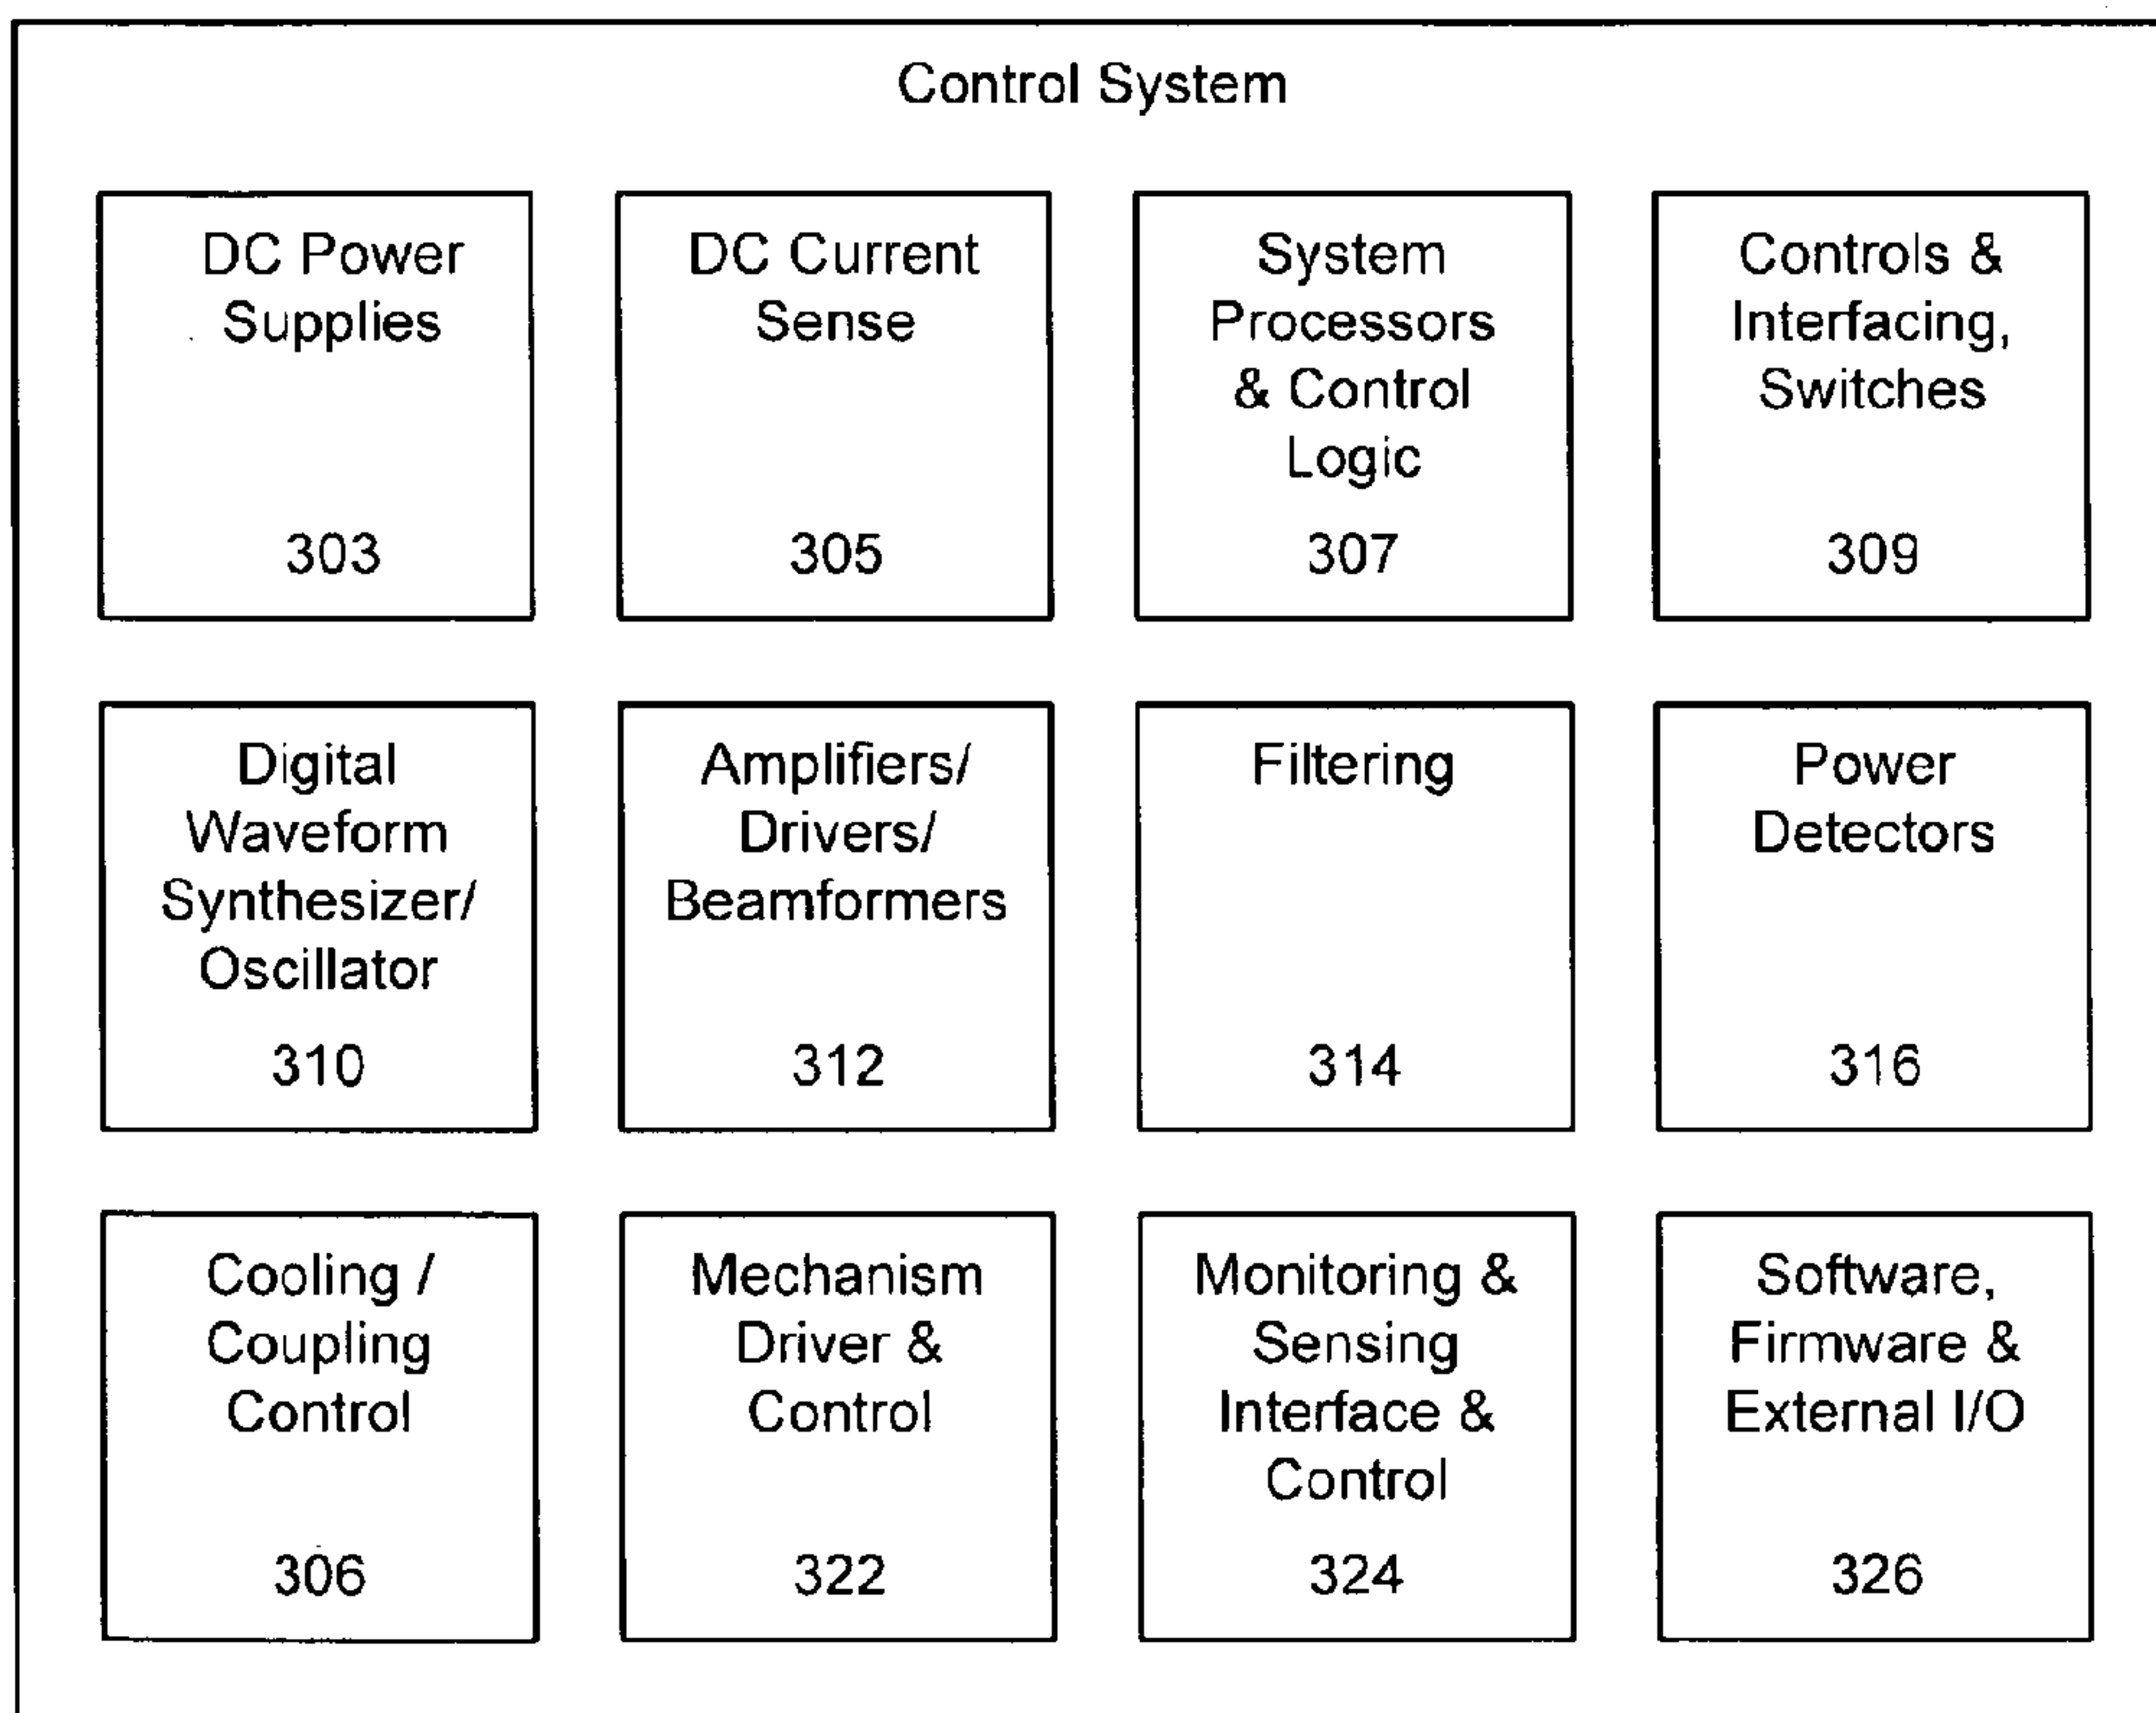 Control System
DC Power
Supplies
303
DC Current
Sense
305
System
Processors
& Control
Logic
307
Controls &
Interfacing,
Switches
309
Digital
Waveform
Synthesizer/
Oscillator
310
Amplifiers/
Drivers/
Beamformers
312
Filtering
314
Power
Detectors
316
Cooling /
Coupling
Control
306
Mechanism
Driver &
Control
322
Monitoring &
Sensing
Interface &
Control
324
Software,
Firmware &
External I/O
326